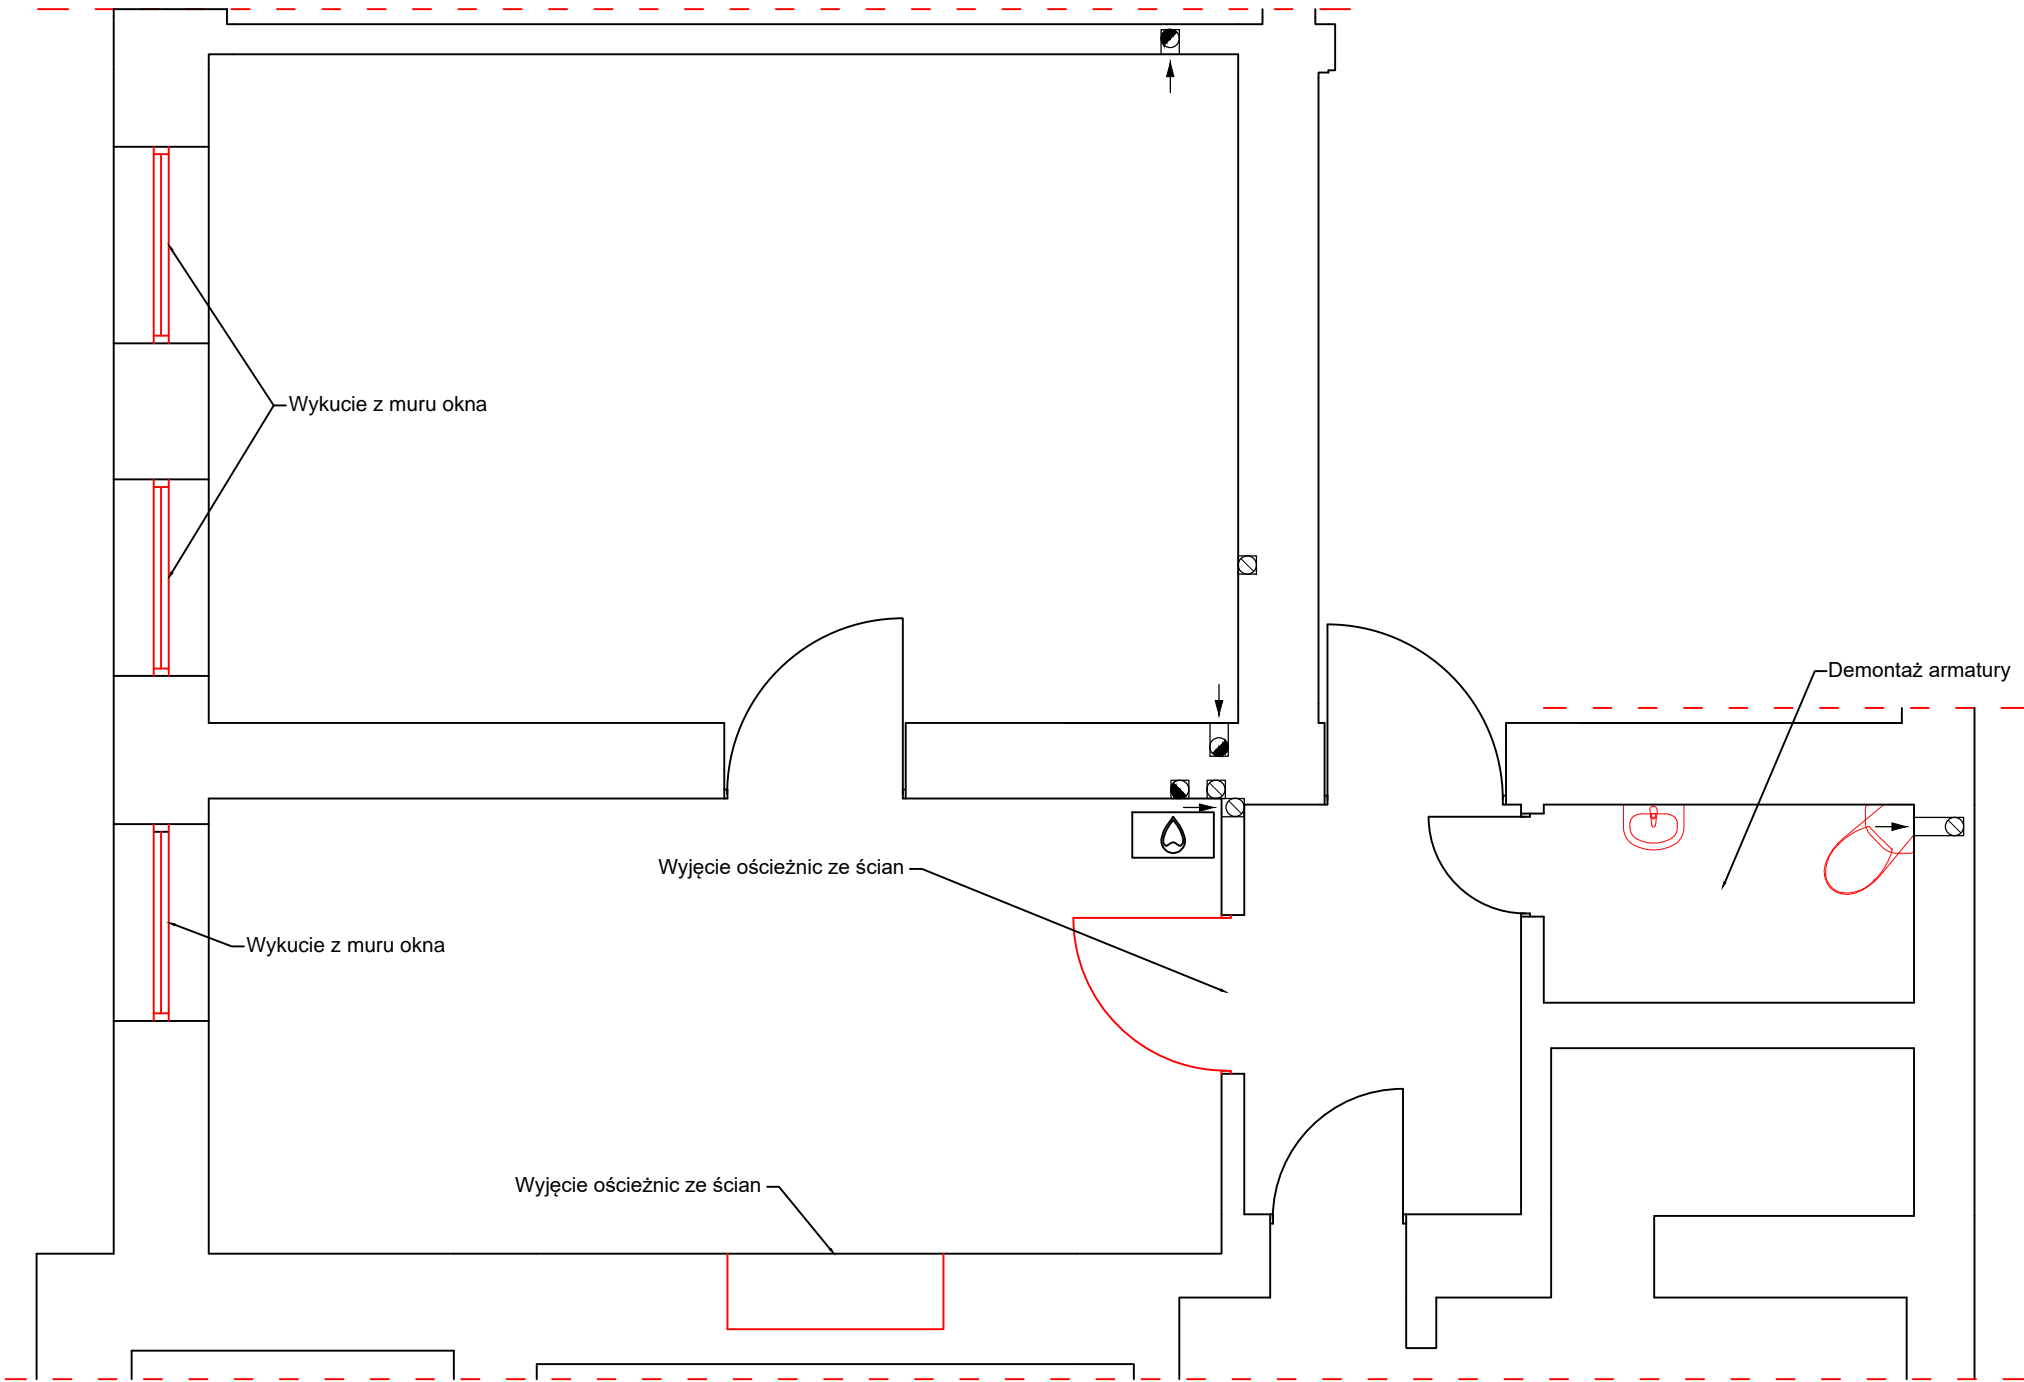 Wykucie z muru okna
Demontaż armatury
Wyjęcie ościeżnic ze ścian
Wykucie z muru okna
Wyjęcie ościeżnic ze ścian